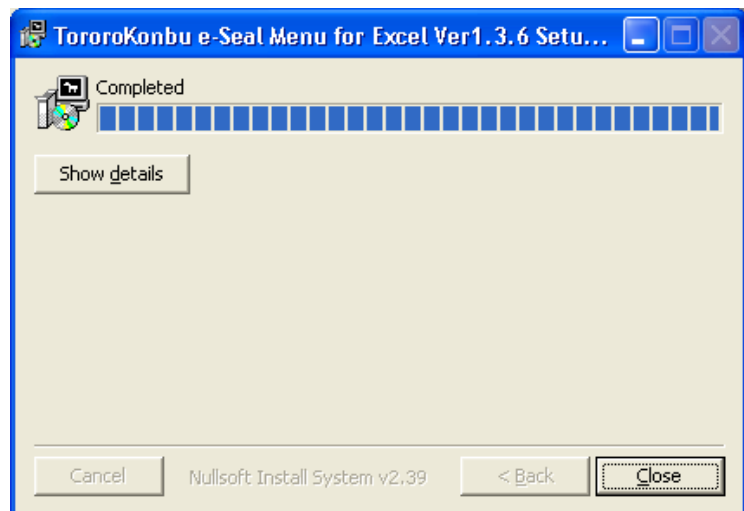 TororoKonbu e-Seal Menu for Excel Ver1.3.6 Setu...
Completed
Show details
Cancel
Nullsoft Install System v2.39
< Back
Close